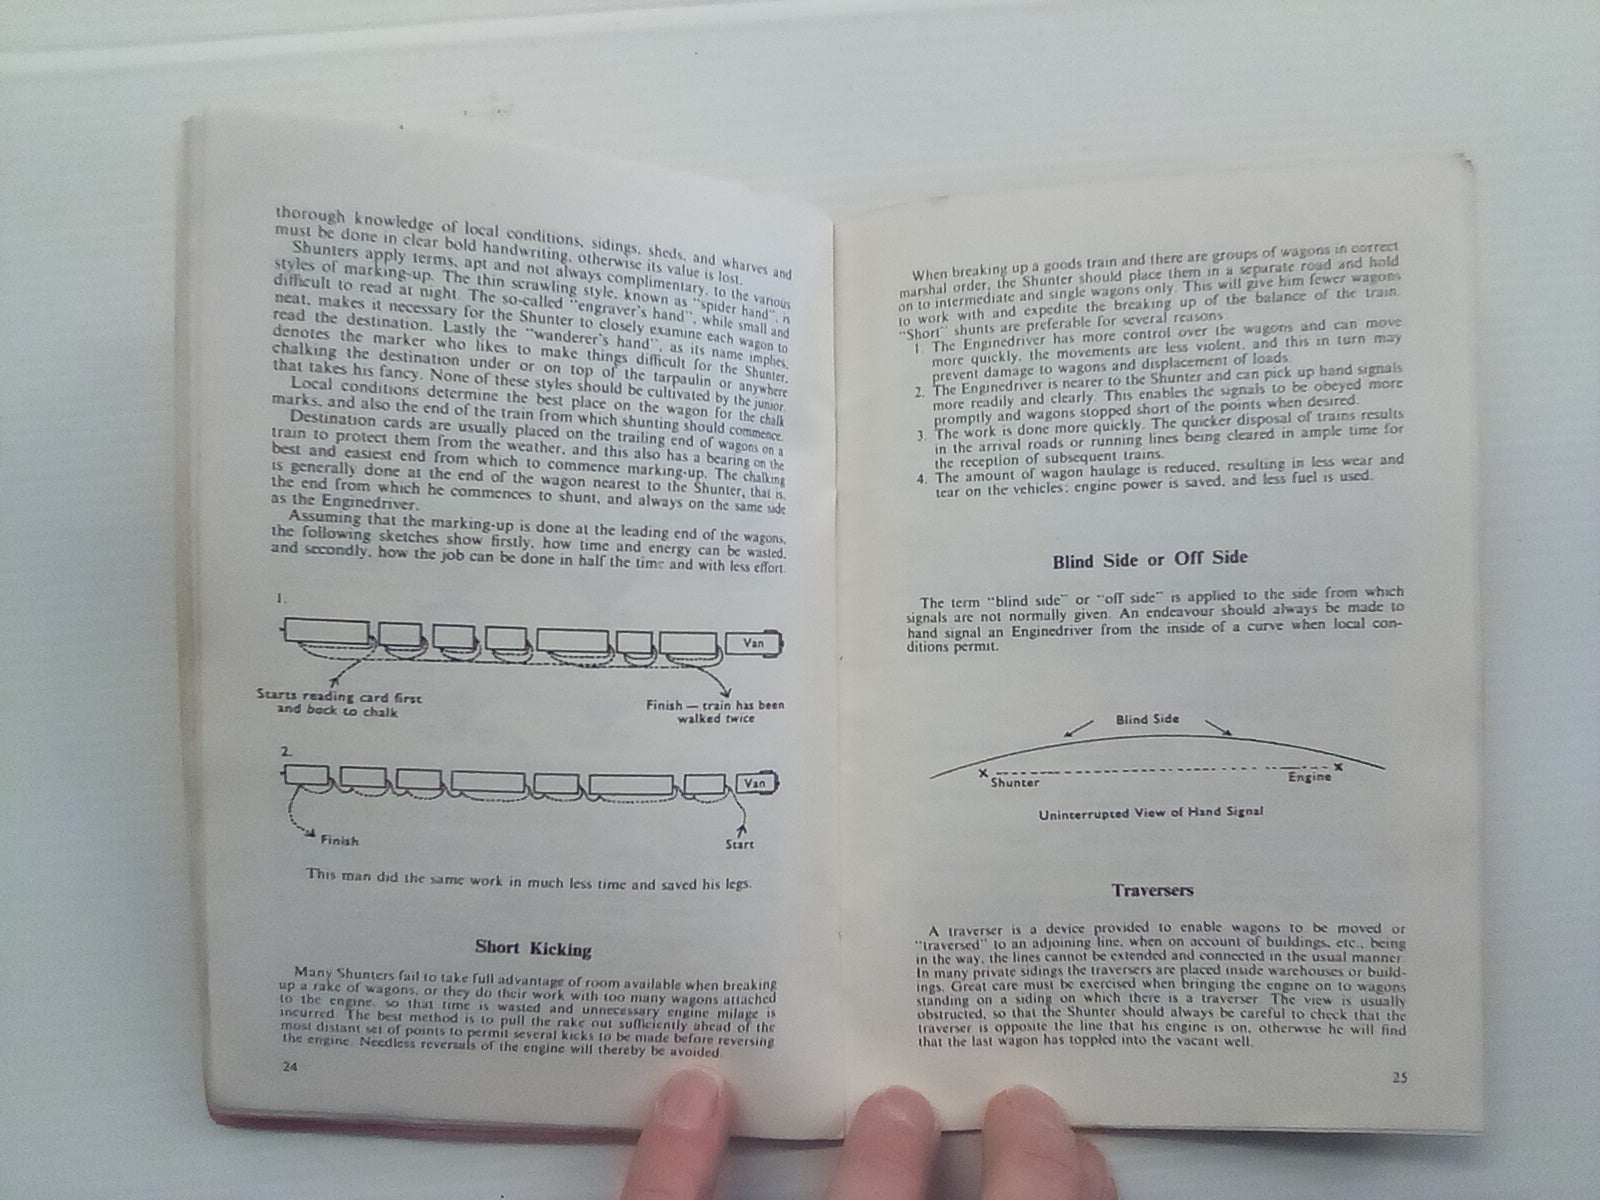 thorough knowledge of local conditions, sidings, sheds, and wharves and
must be done in clear bold handwriting, otherwise its value is lost.
Shunters apply terms, apt and not always complimentary, to the various
styles of marking-up. The thin scrawling style, known as "spider hand", is
difficult to read at night. The so-called "engraver's hand", while small and
neat, makes it necessary for the Shunter to closely examine each wagon to
read the destination. Lastly the "wanderer's hand", as its name implies,
denotes the marker who likes to make things difficult for the Shunter,
chalking the destination under or on top of the tarpaulin or anywhere
that takes his fancy. None of these styles should be cultivated by the junior.
Local conditions determine the best place on the wagon for the chalk
marks, and also the end of the train from which shunting should commence.
Destination cards are usually placed on the trailing end of wagons on a
train to protect them from the weather, and this also has a bearing on the
best and easiest end from which to commence marking-up. The chalking
is generally done at the end of the wagon nearest to the Shunter, that is,
the end from which he commences to shunt, and always on the same side
as the Enginedriver.
Assuming that the marking-up is done at the leading end of the wagons,
the following sketches show firstly, how time and energy can be wasted,
and secondly, how the job can be done in half the time and with less effort.
1.
Van
Starts reading card first
and back to chalk
Finish — train has been
walked twice
2.
Van
Finish
Start
This man did the same work in much less time and saved his legs.
Short Kicking
Many Shunters fail to take full advantage of room available when breaking
up a rake of wagons, or they do their work with too many wagons attached
to the engine, so that time is wasted and unnecessary engine milage is
incurred. The best method is to pull the rake out sufficiently ahead of the
most distant set of points to permit several kicks to be made before reversing
the engine. Needless reversals of the engine will thereby be avoided.
24
When breaking up a goods train and there are groups of wagons in correct
marshal order, the Shunter should place them in a separate road and hold
on to intermediate and single wagons only. This will give him fewer wagons
to work with and expedite the breaking up of the balance of the train.
"Short" shunts are preferable for several reasons.
1. The Enginedriver has more control over the wagons and can move
more quickly, the movements are less violent, and this in turn may
prevent damage to wagons and displacement of loads.
2. The Enginedriver is nearer to the Shunter and can pick up hand signals
more readily and clearly. This enables the signals to be obeyed more
promptly and wagons stopped short of the points when desired.
3. The work is done more quickly. The quicker disposal of trains results
in the arrival roads or running lines being cleared in ample time for
the reception of subsequent trains.
4. The amount of wagon haulage is reduced, resulting in less wear and
tear on the vehicles; engine power is saved, and less fuel is used.
Blind Side or Off Side
The term "blind side" or "off side" is applied to the side from which
signals are not normally given. An endeavour should always be made to
hand signal an Enginedriver from the inside of a curve when local con-
ditions permit.
Blind Side
Shunter
Engine
Uninterrupted View of Hand Signal
Traversers
A traverser is a device provided to enable wagons to be moved or
"traversed" to an adjoining line, when on account of buildings, etc., being
in the way, the lines cannot be extended and connected in the usual manner.
In many private sidings the traversers are placed inside warehouses or build-
ings. Great care must be exercised when bringing the engine on to wagons
standing on a siding on which there is a traverser. The view is usually
obstructed, so that the Shunter should always be careful to check that the
traverser is opposite the line that his engine is on, otherwise he will find
that the last wagon has toppled into the vacant well.
25